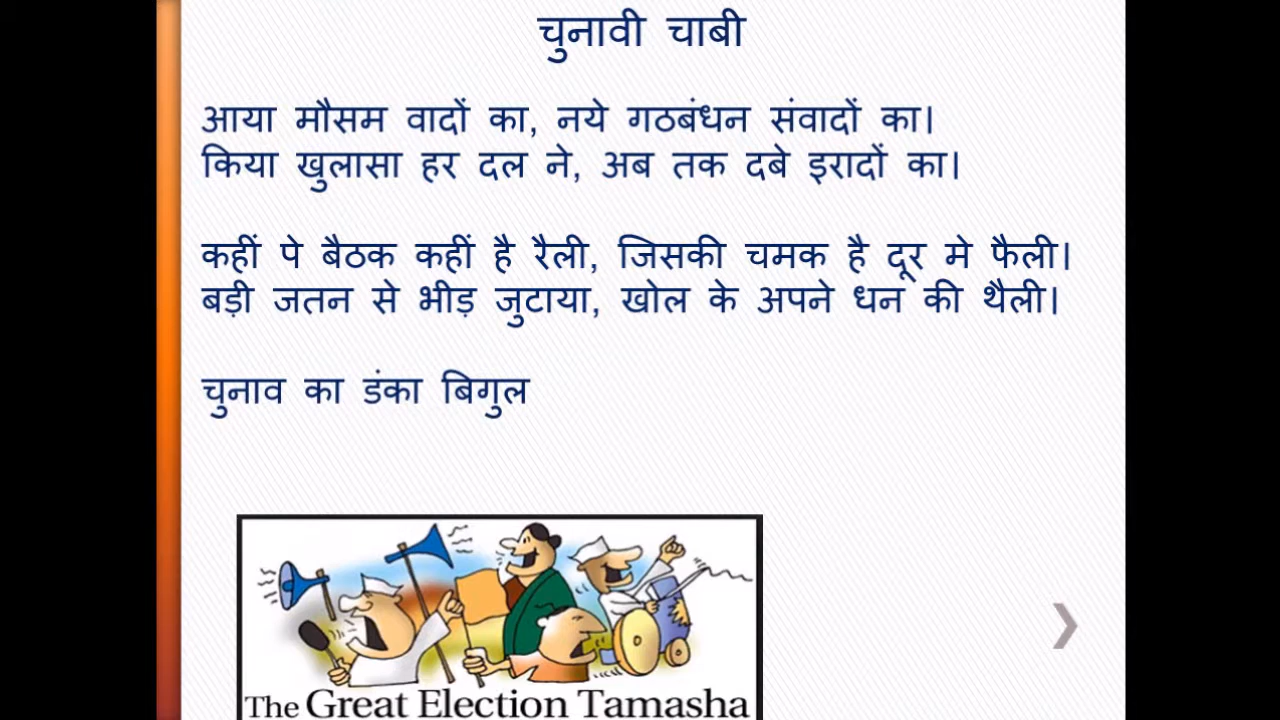 चुनावी चाबी
आया मौसम वादों का, नये गठबंधन संवादों का।
किया खुलासा हर दल ने, अब तक दबे इरादों का।
कहीं पे बैठक कहीं है रैली, जिसकी चमक है दूर मे फैली।
बड़ी जतन से भीड़ जुटाया, खोल के अपने धन की थैली।
चुनाव का डंका बिगुल
The Great Election Tamasha